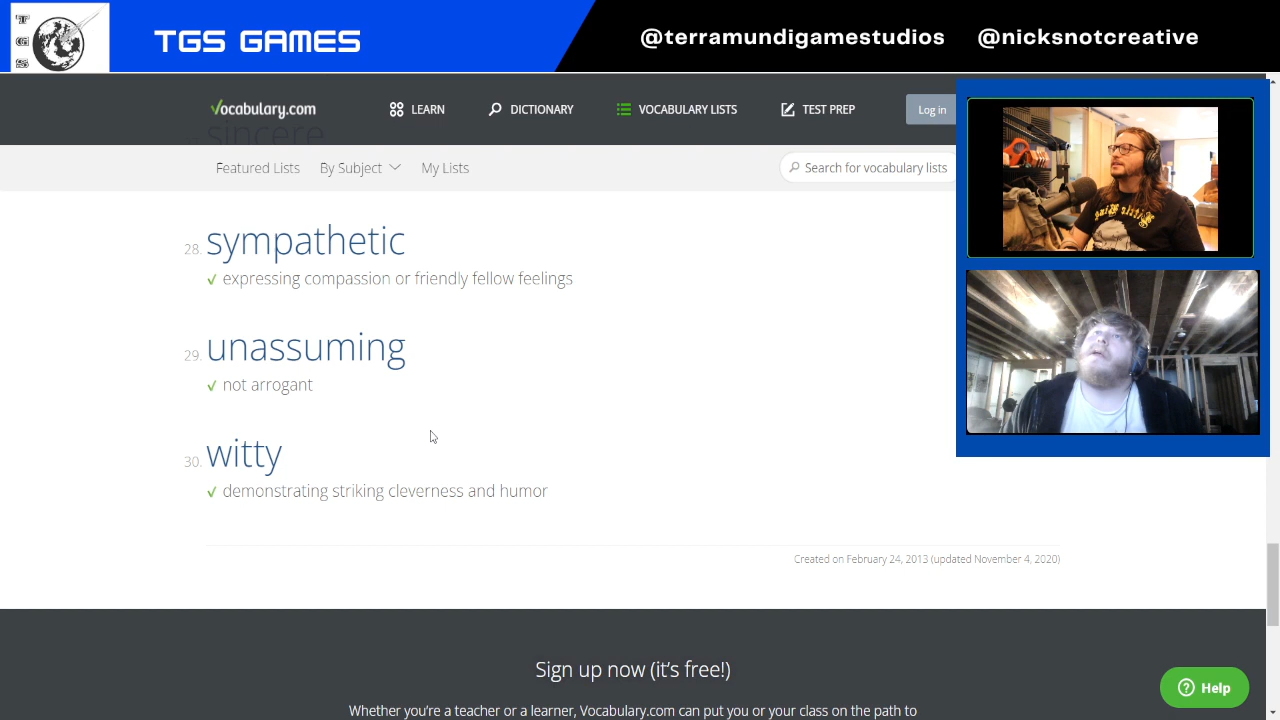 T
G
S
TGS GAMES
@terramundigamestudios @nicksnotcreative
Vocabulary.com LEARN DICTIONARY VOCABULARY LISTS TEST PREP Log in
sincere
Featured Lists By Subject My Lists Search for vocabulary lists
28. sympathetic
expressing compassion or friendly fellow feelings
29. unassuming
not arrogant
30. witty
demonstrating striking cleverness and humor
Created on February 24, 2013 (updated November 4, 2020)
Sign up now (it's free!)
Help
Whether you're a teacher or a learner, Vocabulary.com can put you or your class on the path to